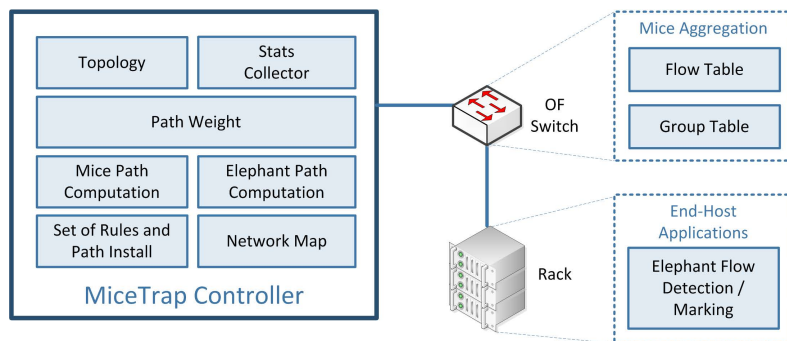 Topology
Stats
Collector
Path Weight
Mice Path
Computation
Elephant Path
Computation
Set of Rules and
Path Install
Network Map
MiceTrap Controller
OF
Switch
Rack
Mice Aggregation
Flow Table
Group Table
End-Host
Applications
Elephant Flow
Detection /
Marking